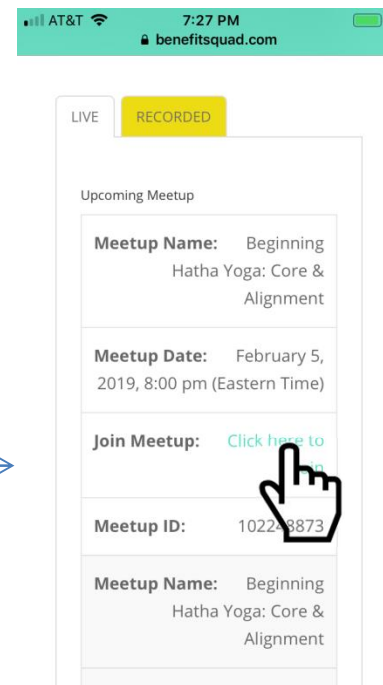 AT&T 7:27 PM
benefitsquad.com
LIVE RECORDED
Upcoming Meetup
Meetup Name: Beginning
Hatha Yoga: Core &
Alignment
Meetup Date: February 5,
2019, 8:00 pm (Eastern Time)
Join Meetup: Click here to
Meetup ID: 102248873
Meetup Name: Beginning
Hatha Yoga: Core &
Alignment